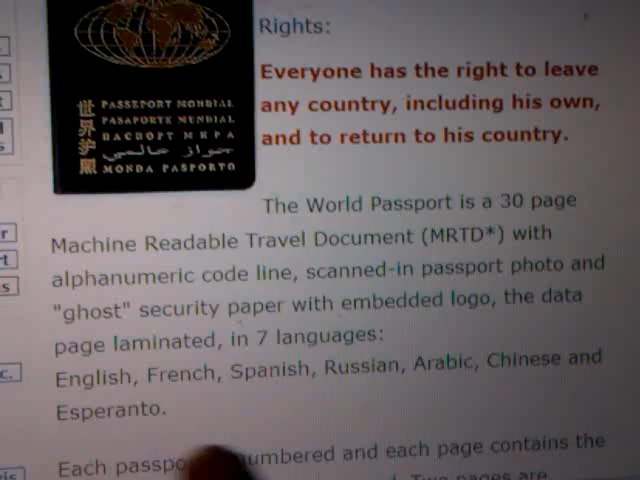 Rights:
Everyone has the right to leave
any country, including his own,
and to return to his country.
世界护照
PASSEPORT MONDIAL
PASAPORTE MUNDIAL
ПАСПОРТ МИРА
جواز عالمي
MONDA PASPORTO
The World Passport is a 30 page
Machine Readable Travel Document (MRTD*) with
alphanumeric code line, scanned-in passport photo and
"ghost" security paper with embedded logo, the data
page laminated, in 7 languages:
English, French, Spanish, Russian, Arabic, Chinese and
Esperanto.
Each numbered and each page contains the
Two pages are